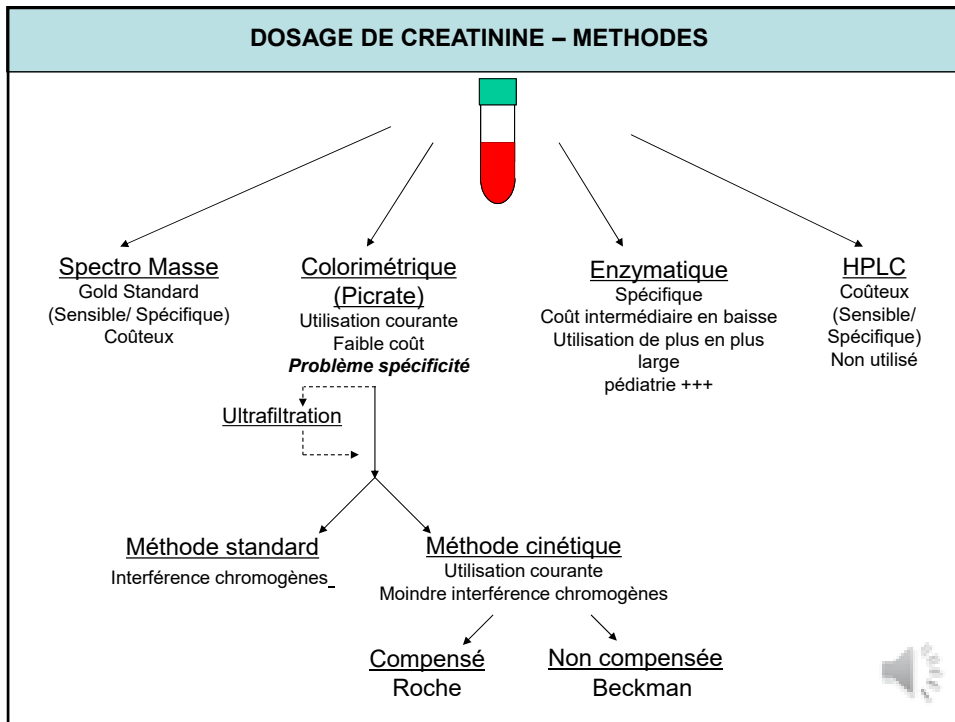 DOSAGE DE CREATININE – METHODES
Spectro Masse
Gold Standard
(Sensible/ Spécifique)
Coûteux
Colorimétrique
(Picrate)
Utilisation courante
Faible coût
Problème spécificité
Enzymatique
Spécifique
Coût intermédiaire en baisse
Utilisation de plus en plus
large
pédiatrie +++
HPLC
Coûteux
(Sensible/
Spécifique)
Non utilisé
Ultrafiltration
Méthode standard
Interférence chromogènes
Méthode cinétique
Utilisation courante
Moindre interférence chromogènes
Compensé
Roche
Non compensée
Beckman